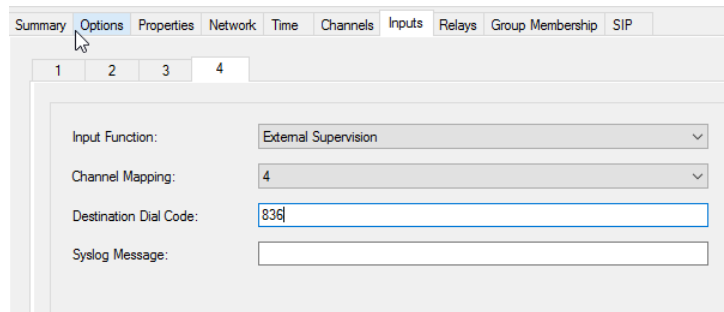 Summary Options Properties Network Time Channels Inputs Relays Group Membership SIP
1 2 3 4
Input Function: External Supervision
Channel Mapping: 4
Destination Dial Code: 836
Syslog Message: